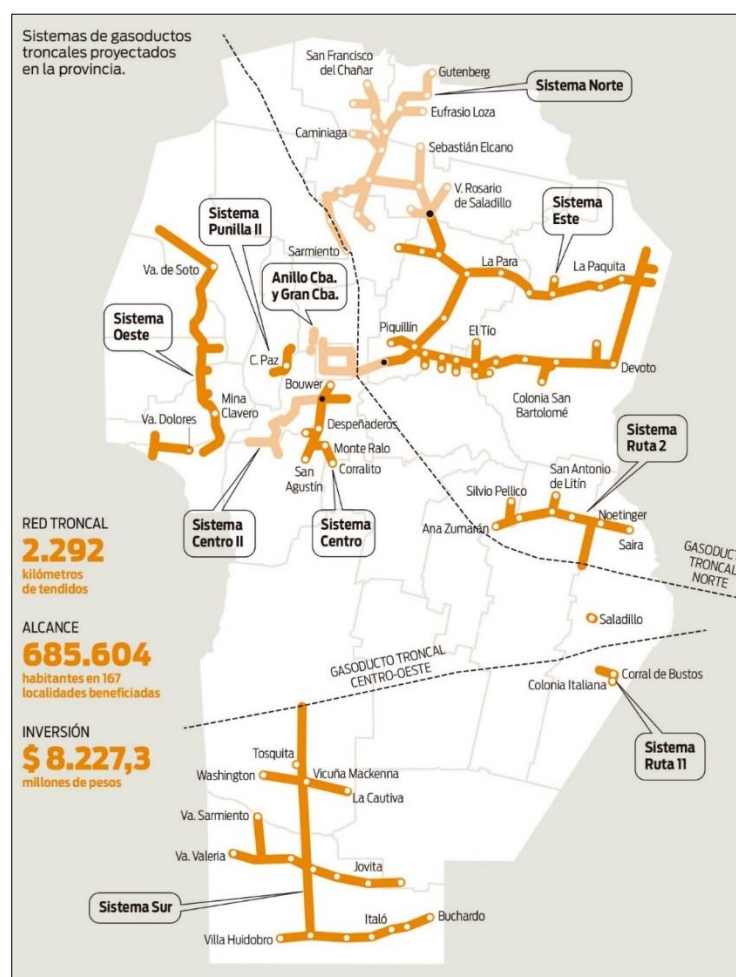 Sistemas de gasoductos
troncales proyectados
en la provincia.
San Francisco
del Chañar
Gutenberg
Sistema Norte
Eufrasio Loza
Caminiaga
Sebastián Elcano
V. Rosario
de Saladillo
Sistema
Punilla II
Sistema
Este
Sarmiento
Va. de Soto
La Para
La Paquita
Anillo Cba.
y Gran Cba.
Sistema
Oeste
Piquillín
El Tío
C. Paz
Bouwer
Devoto
Colonia San
Bartolomé
Mina
Clavero
Va. Dolores
Despeñaderos
Monte Ralo
San
Agustín
Corralito
Sistema
Ruta 2
San Antonio
de Litín
Silvio Pellico
Noetinger
Ana Zumarán
Saira
Sistema
Centro II
Sistema
Centro
RED TRONCAL
2.292
kilómetros
de tendidos
GASODUCTO
TRONCAL
NORTE
Saladillo
ALCANCE
685.604
habitantes en 167
localidades beneficiadas
GASODUCTO TRONCAL
CENTRO-OESTE
Corral de Bustos
Colonia Italiana
INVERSIÓN
$ 8.227,3
millones de pesos
Sistema
Ruta 11
Tosquita
Washington
Vicuña Mackenna
La Cautiva
Va. Sarmiento
Va. Valeria
Jovita
Sistema Sur
Italó
Buchardo
Villa Huidobro